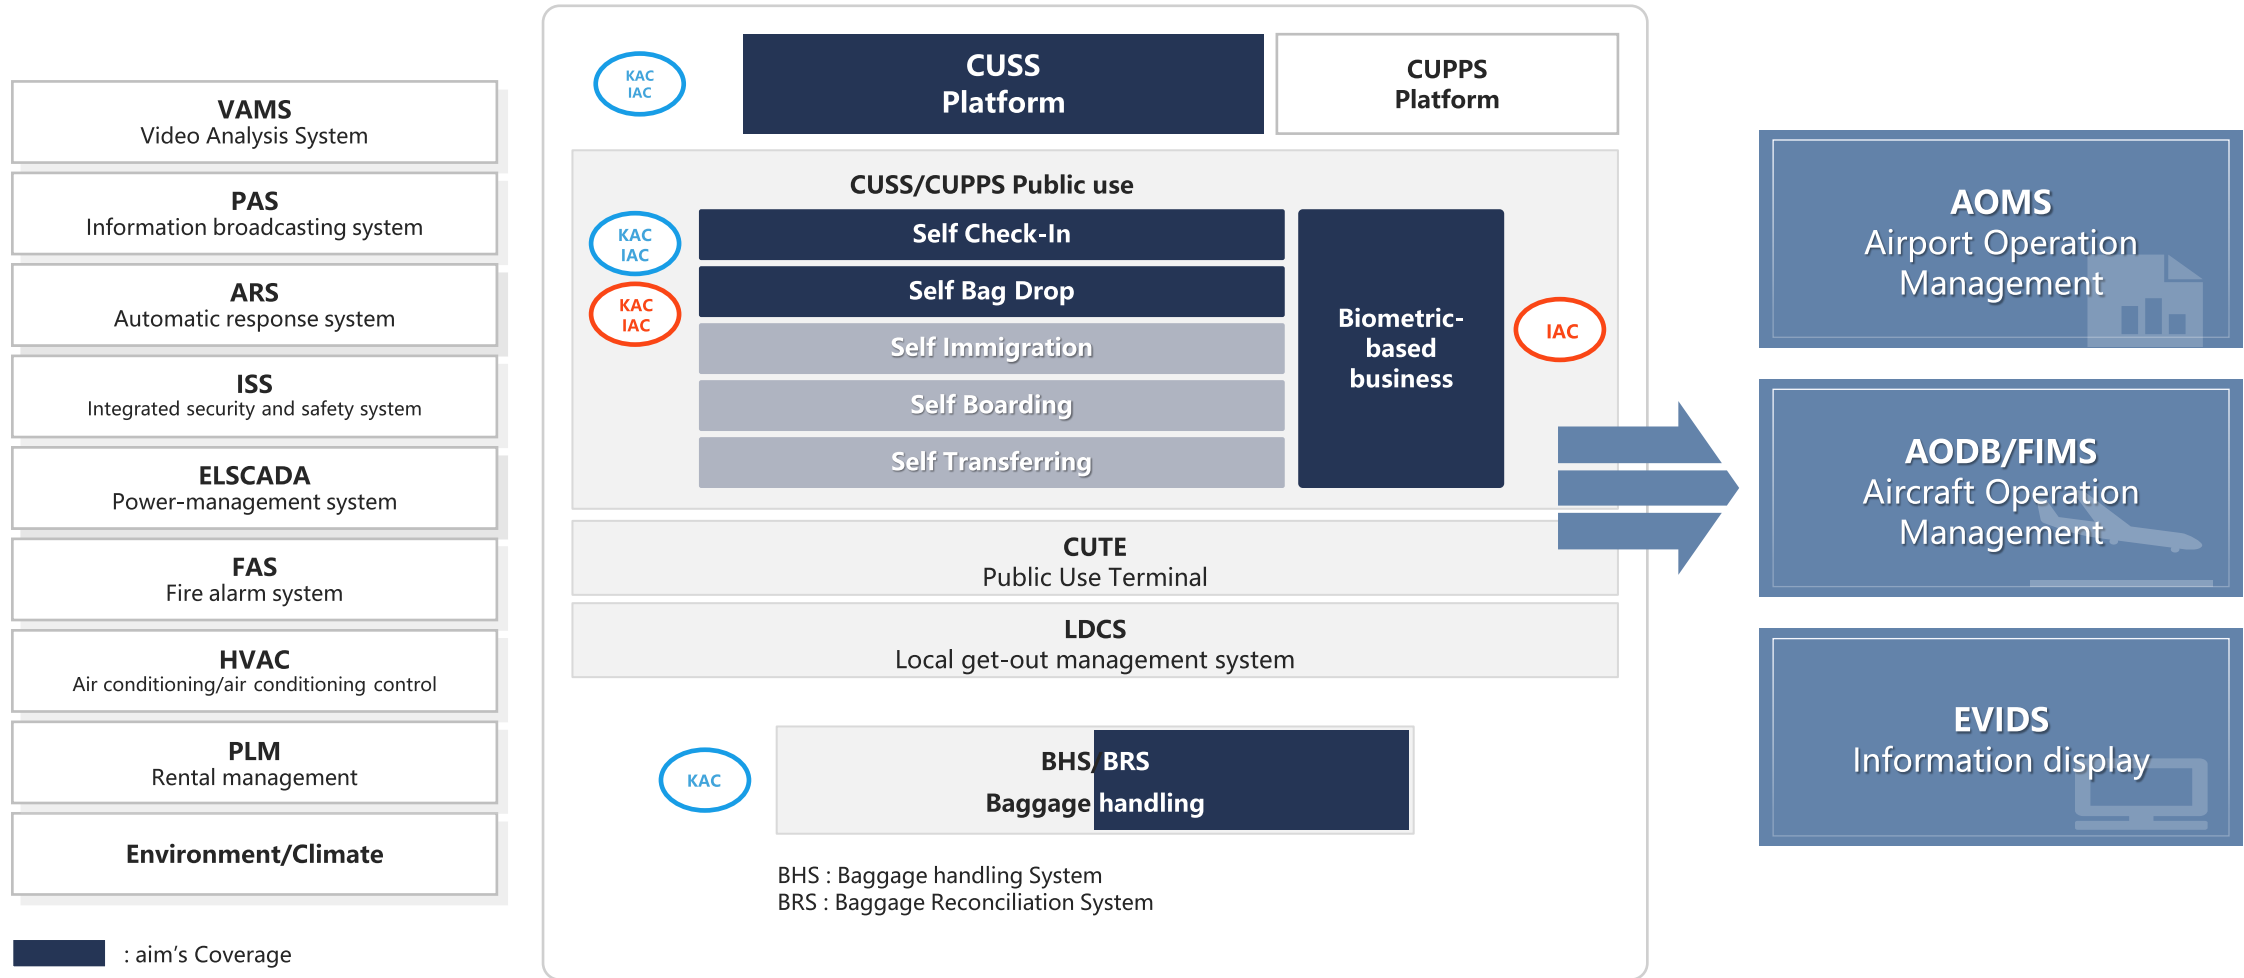 VAMS
Video Analysis System
PAS
Information broadcasting system
ARS
Automatic response system
ISS
Integrated security and safety system
ELSCADA
Power-management system
FAS
Fire alarm system
HVAC
Air conditioning/air conditioning control
PLM
Rental management
Environment/Climate
: aim's Coverage
KAC
IAC
CUSS
Platform
CUPPS
Platform
CUSS/CUPPS Public use
KAC
IAC
KAC
IAC
Self Check-In
Self Bag Drop
Self Immigration
Self Boarding
Self Transferring
Biometric-
based
business
IAC
CUTE
Public Use Terminal
LDCS
Local get-out management system
KAC
BHS/BRS
Baggage handling
BHS : Baggage handling System
BRS : Baggage Reconciliation System
AOMS
Airport Operation
Management
AODB/FIMS
Aircraft Operation
Management
EVIDS
Information display